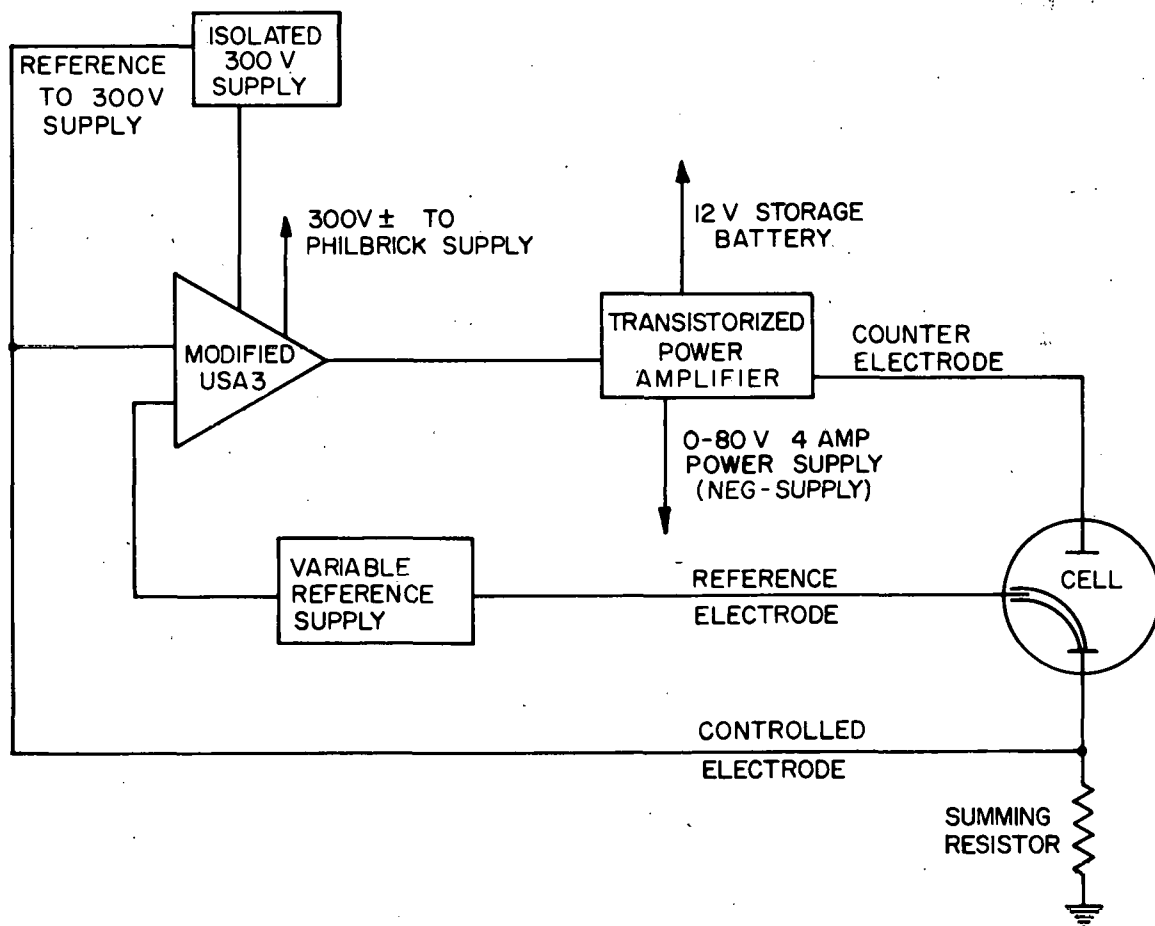 ISOLATED
300 V
SUPPLY
REFERENCE
TO 300V
SUPPLY
300V ± TO
PHILBRICK SUPPLY
12 V STORAGE
BATTERY.
MODIFIED
USA3
TRANSISTORIZED
POWER
AMPLIFIER
COUNTER
ELECTRODE
0-80 V 4 AMP
POWER SUPPLY
(NEG-SUPPLY)
VARIABLE
REFERENCE
SUPPLY
REFERENCE
ELECTRODE
CELL
CONTROLLED
ELECTRODE
SUMMING
RESISTOR